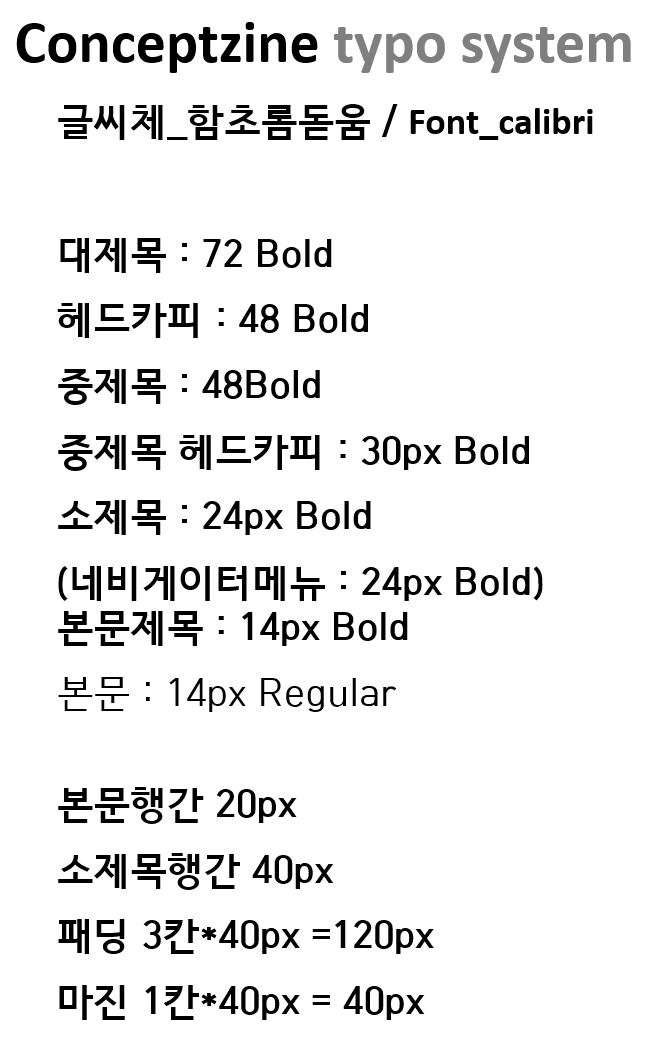 Conceptzine typo system
글씨체_함초롬돋움 / Font_calibri
대제목 : 72 Bold
헤드카피 : 48 Bold
중제목 : 48Bold
중제목 헤드카피 : 30px Bold
소제목 : 24px Bold
(네비게이터메뉴 : 24px Bold)
본문제목 : 14px Bold
본문 : 14px Regular
본문행간 20px
소제목행간 40px
패딩 3칸*40px =120px
마진 1칸*40px = 40px